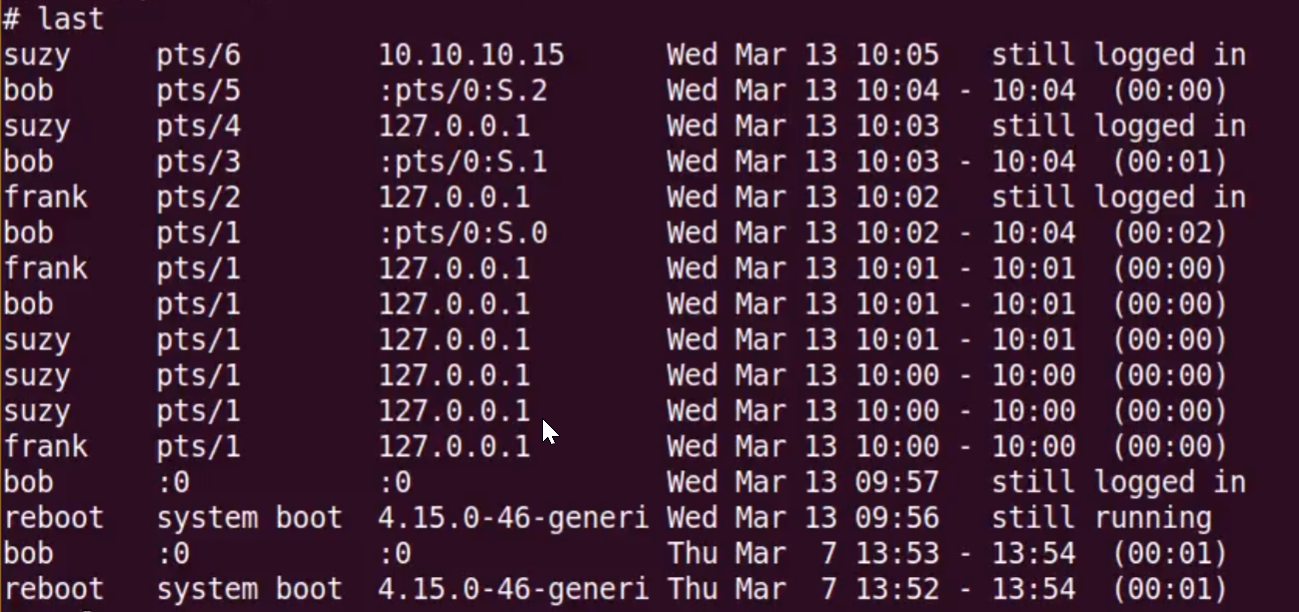 # last
suzy     pts/6        10.10.10.15      Wed Mar 13 10:05   still logged in
bob      pts/5        :pts/0:S.2       Wed Mar 13 10:04 - 10:04  (00:00)
suzy     pts/4        127.0.0.1        Wed Mar 13 10:03   still logged in
bob      pts/3        :pts/0:S.1       Wed Mar 13 10:03 - 10:04  (00:01)
frank    pts/2        127.0.0.1        Wed Mar 13 10:02   still logged in
bob      pts/1        :pts/0:S.0       Wed Mar 13 10:02 - 10:04  (00:02)
frank    pts/1        127.0.0.1        Wed Mar 13 10:01 - 10:01  (00:00)
bob      pts/1        127.0.0.1        Wed Mar 13 10:01 - 10:01  (00:00)
suzy     pts/1        127.0.0.1        Wed Mar 13 10:01 - 10:01  (00:00)
suzy     pts/1        127.0.0.1        Wed Mar 13 10:00 - 10:00  (00:00)
suzy     pts/1        127.0.0.1        Wed Mar 13 10:00 - 10:00  (00:00)
frank    pts/1        127.0.0.1        Wed Mar 13 10:00 - 10:00  (00:00)
bob      :0           :0               Wed Mar 13 09:57   still logged in
reboot   system boot  4.15.0-46-generi Wed Mar 13 09:56   still running
bob      :0           :0               Thu Mar  7 13:53 - 13:54  (00:01)
reboot   system boot  4.15.0-46-generi Thu Mar  7 13:52 - 13:54  (00:01)